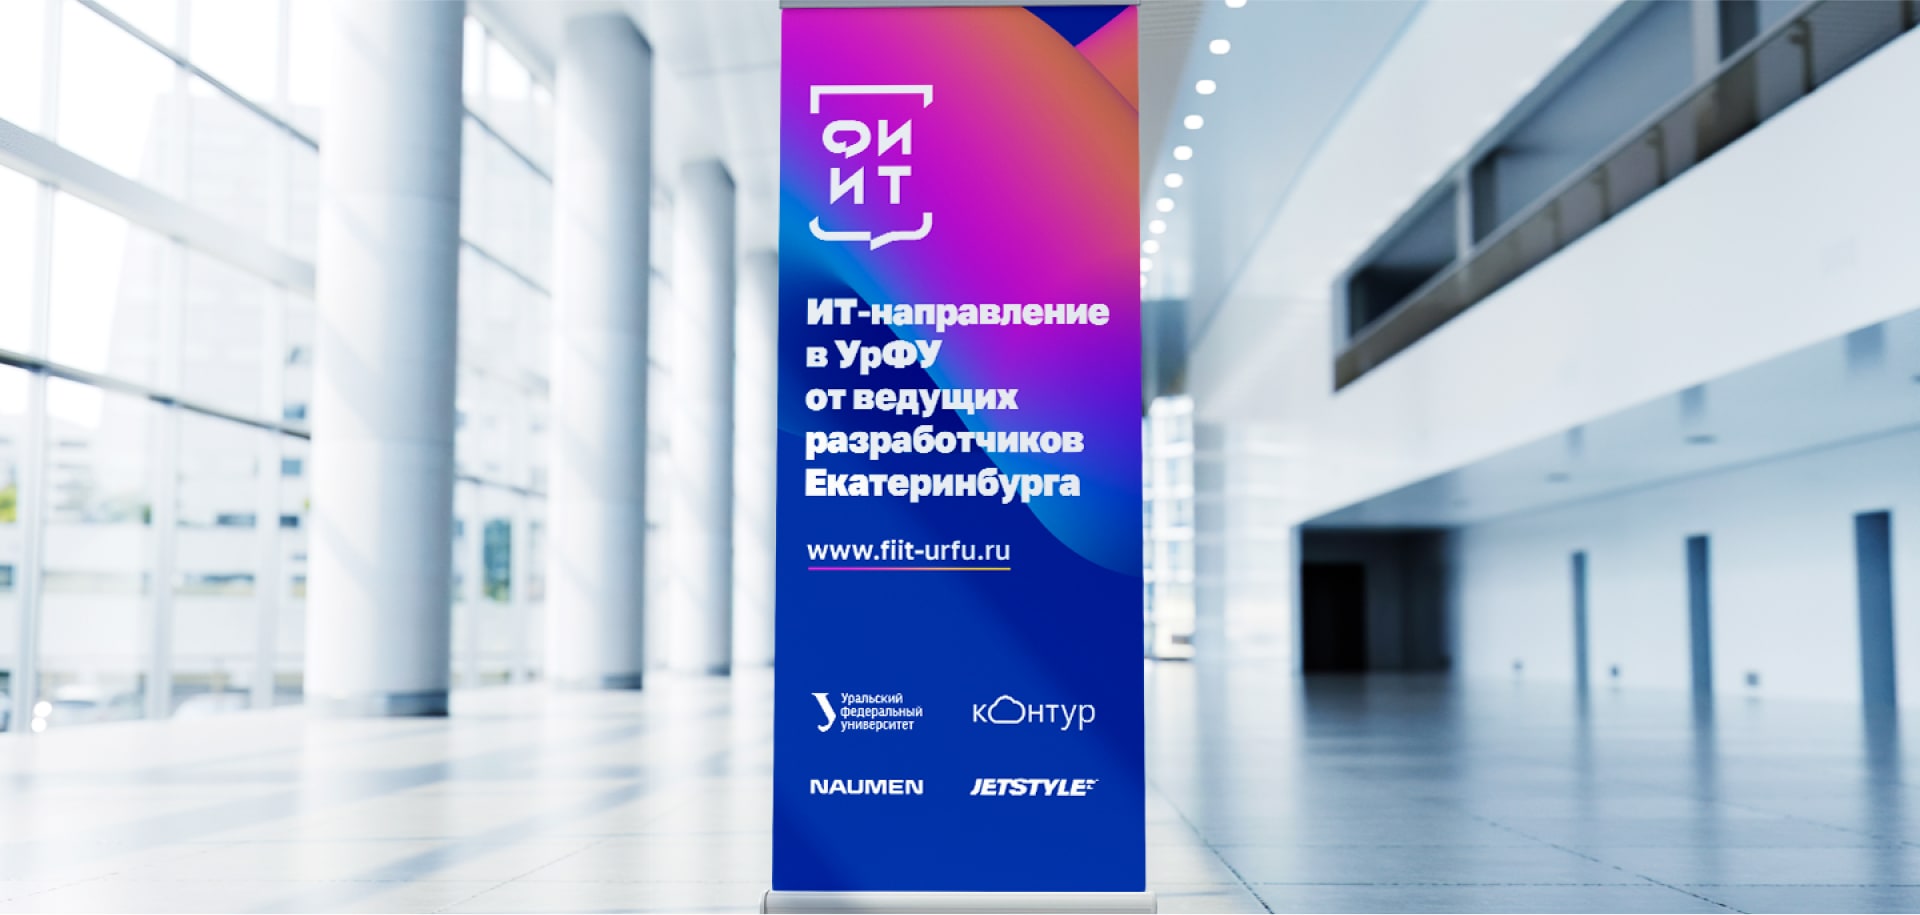 ФИ
ИТ
ИТ-направление
в УрФУ
от ведущих
разработчиков
Екатеринбурга
www.fiit-urfu.ru
Уральский
федеральный
университет
контур
NAUMEN
JETSTYLE